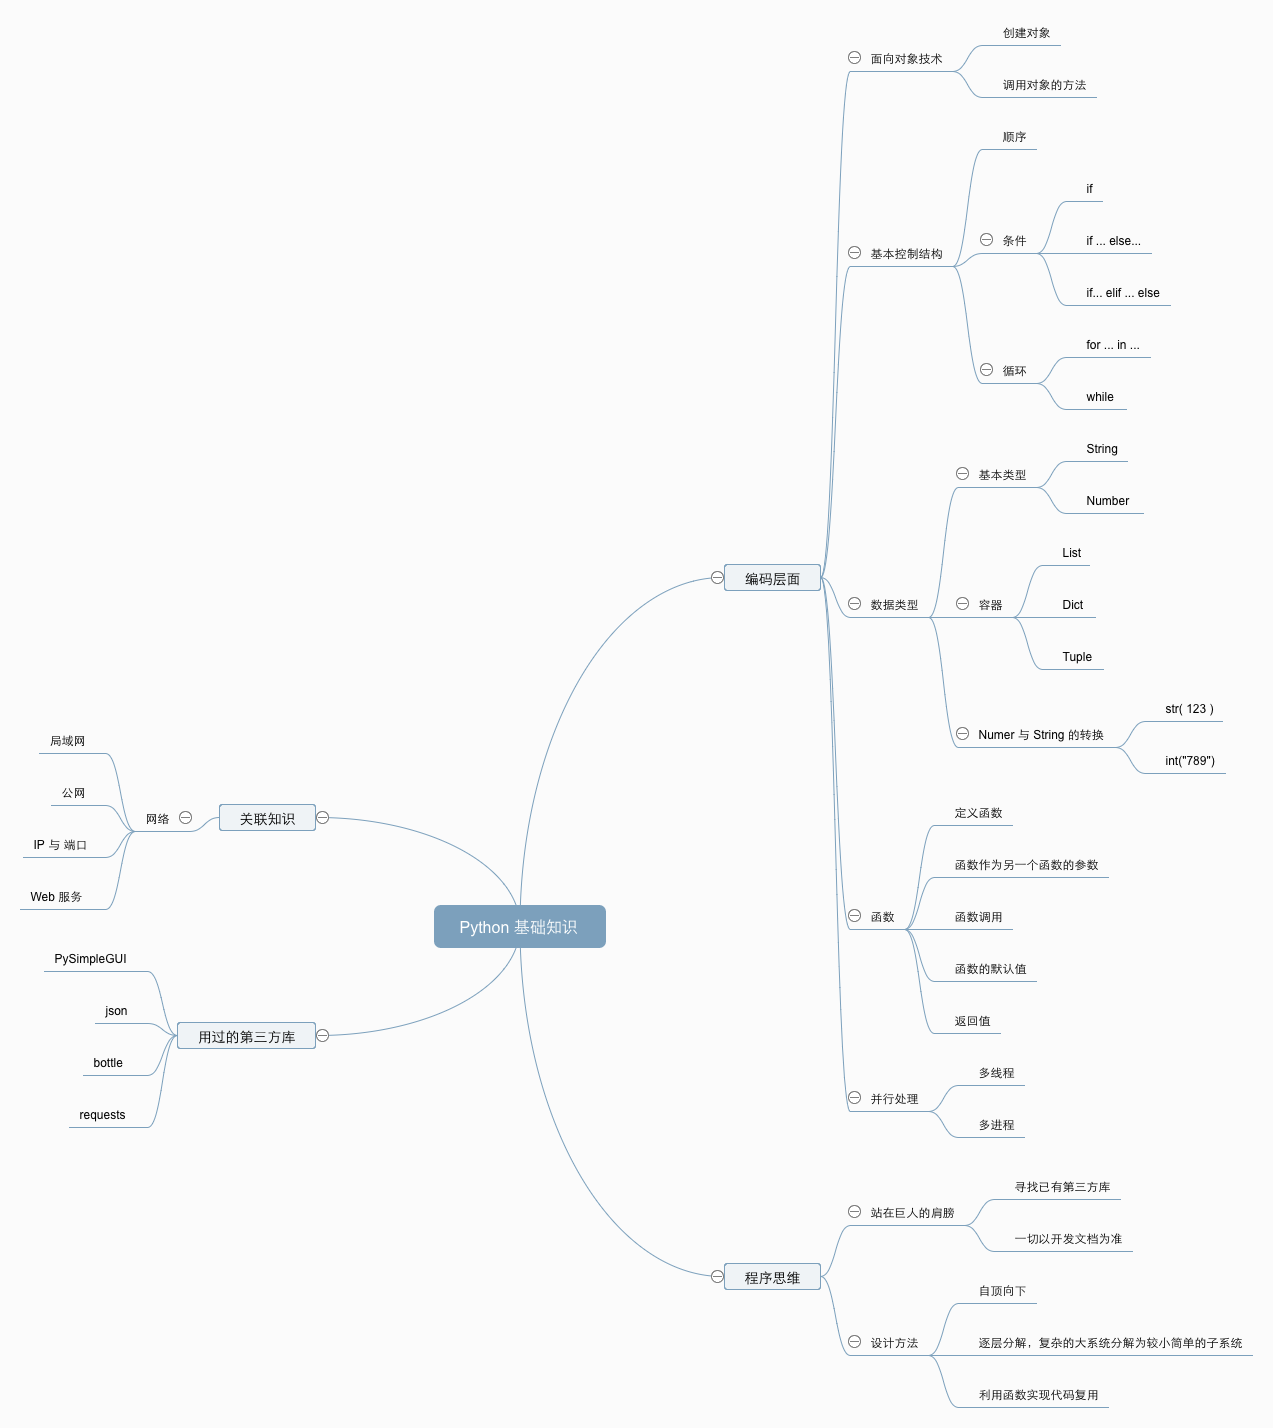 Python 基础知识
编码层面
面向对象技术
创建对象
调用对象的方法
基本控制结构
顺序
条件
if
if ... else...
if... elif ... else
循环
for ... in ...
while
数据类型
基本类型
String
Number
容器
List
Dict
Tuple
Numer 与 String 的转换
str( 123 )
int("789")
函数
定义函数
函数作为另一个函数的参数
函数调用
函数的默认值
返回值
并行处理
多线程
多进程
程序思维
站在巨人的肩膀
寻找已有第三方库
一切以开发文档为准
设计方法
自顶向下
逐层分解，复杂的大系统分解为较小简单的子系统
利用函数实现代码复用
关联知识
网络
局域网
公网
IP 与 端口
Web 服务
用过的第三方库
PySimpleGUI
json
bottle
requests